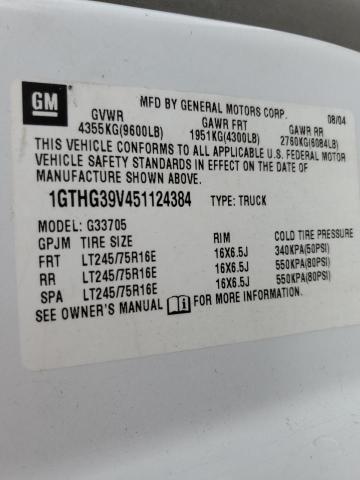 GM
MFD BY GENERAL MOTORS CORP. 08/04
GVWR GAWR FRT GAWR RR
4355KG(9600LB) 1951KG(4300LB) 2760KG(6084LB)
THIS VEHICLE CONFORMS TO ALL APPLICABLE U.S. FEDERAL MOTOR
VEHICLE SAFETY STANDARDS IN EFFECT ON THE DATE OF
MANUFACTURE SHOWN ABOVE.
1GTHG39V451124384 TYPE: TRUCK
MODEL: G33705
GPJM TIRE SIZE RIM COLD TIRE PRESSURE
FRT LT245/75R16E 16X6.5J 340KPA(50PSI)
RR LT245/75R16E 16X6.5J 550KPA(80PSI)
SPA LT245/75R16E 16X6.5J 550KPA(80PSI)
SEE OWNER'S MANUAL FOR MORE INFORMATION.